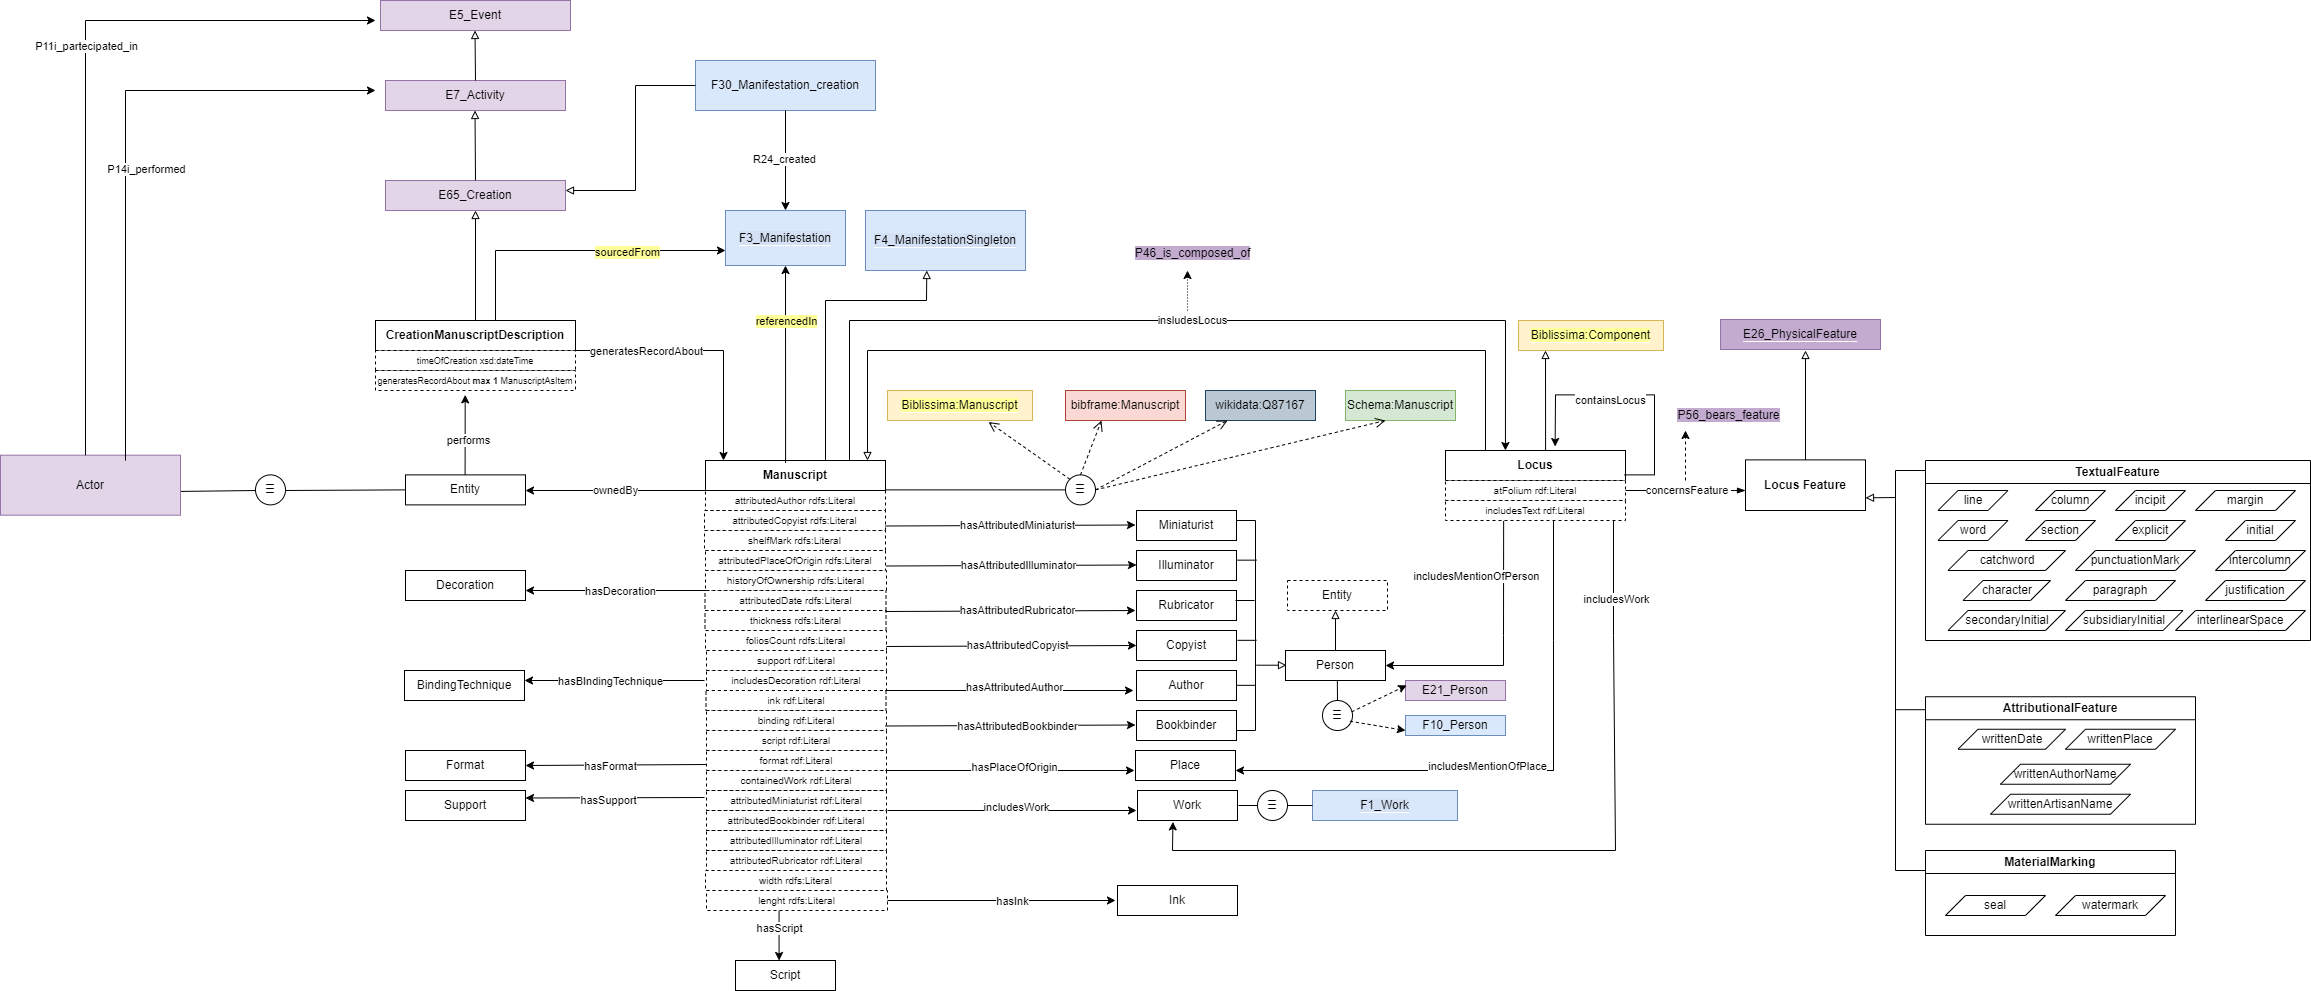 E5_Event
P11i_partecipated_in
F30_Manifestation_creation
E7_Activity
R24_created
P14i_performed
E65_Creation
F3_Manifestation
F4_ManifestationSingleton
sourcedFrom
P46_is_composed_of
referencedIn
insludesLocus
CreationManuscriptDescription
timeOfCreation xsd:dateTime
generatesRecordAbout max 1 ManuscriptAsItem
generatesRecordAbout
Biblissima:Component
E26_PhysicalFeature
Biblissima:Manuscript
bibframe:Manuscript
wikidata:Q87167
Schema:Manuscript
containsLocus
P56_bears_feature
performs
Actor
Entity
ownedBy
Manuscript
attributedAuthor rdfs:Literal
attributedCopyist rdfs:Literal
shelfMark rdfs:Literal
attributedPlaceOfOrigin rdfs:Literal
historyOfOwnership rdfs:Literal
attributedDate rdfs:Literal
thickness rdfs:Literal
foliosCount rdfs:Literal
support rdf:Literal
includesDecoration rdf:Literal
ink rdf:Literal
binding rdf:Literal
script rdf:Literal
format rdf:Literal
containedWork rdf:Literal
attributedMiniaturist rdf:Literal
attributedBookbinder rdf:Literal
attributedIlluminator rdf:Literal
attributedRubricator rdf:Literal
width rdfs:Literal
lenght rdfs:Literal
hasDecoration
Decoration
hasBIndingTechnique
BindingTechnique
hasFormat
Format
hasSupport
Support
hasScript
Script
hasAttributedMiniaturist
Miniaturist
hasAttributedIlluminator
Illuminator
hasAttributedRubricator
Rubricator
hasAttributedCopyist
Copyist
hasAttributedAuthor
Author
hasAttributedBookbinder
Bookbinder
hasPlaceOfOrigin
Place
includesWork
Work
F1_Work
hasInk
Ink
Entity
Person
E21_Person
F10_Person
Locus
atFolium rdf:Literal
includesText rdf:Literal
includesMentionOfPerson
includesWork
includesMentionOfPlace
concernsFeature
Locus Feature
TextualFeature
line column incipit margin
word section explicit initial
catchword punctuationMark intercolumn
character paragraph justification
secondaryInitial subsidiaryInitial interlinearSpace
AttributionalFeature
writtenDate writtenPlace
writtenAuthorName
writtenArtisanName
MaterialMarking
seal watermark